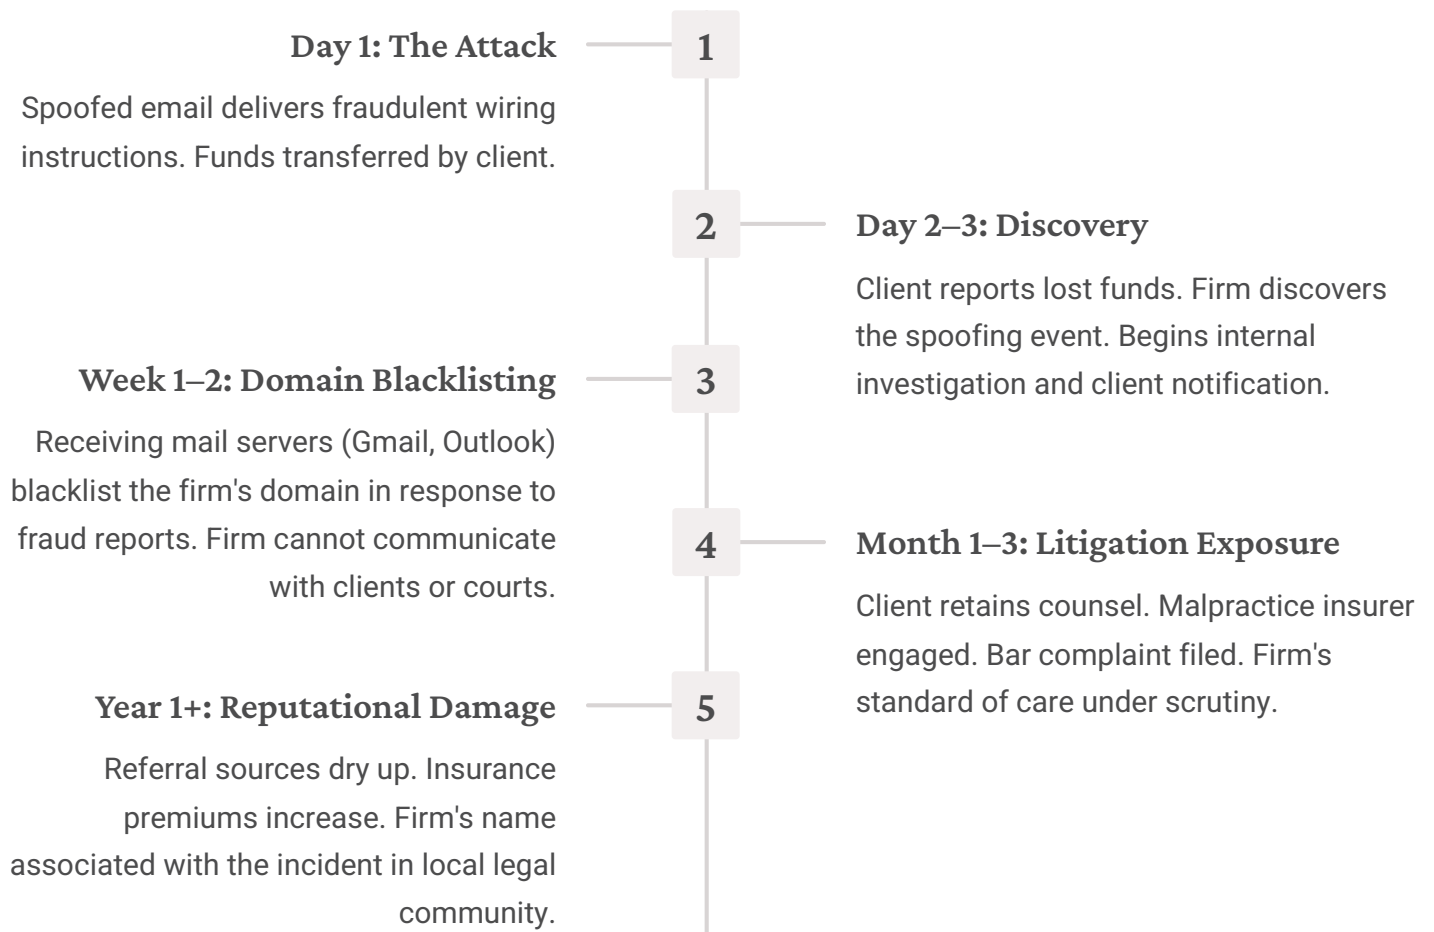 Day 1: The Attack
1
Spoofed email delivers fraudulent wiring
instructions. Funds transferred by client.
2
Day 2–3: Discovery
Client reports lost funds. Firm discovers
the spoofing event. Begins internal
investigation and client notification.
Week 1–2: Domain Blacklisting
3
Receiving mail servers (Gmail, Outlook)
blacklist the firm's domain in response to
fraud reports. Firm cannot communicate
with clients or courts.
4
Month 1–3: Litigation Exposure
Client retains counsel. Malpractice insurer
engaged. Bar complaint filed. Firm's
standard of care under scrutiny.
Year 1+: Reputational Damage
5
Referral sources dry up. Insurance
premiums increase. Firm's name
associated with the incident in local legal
community.